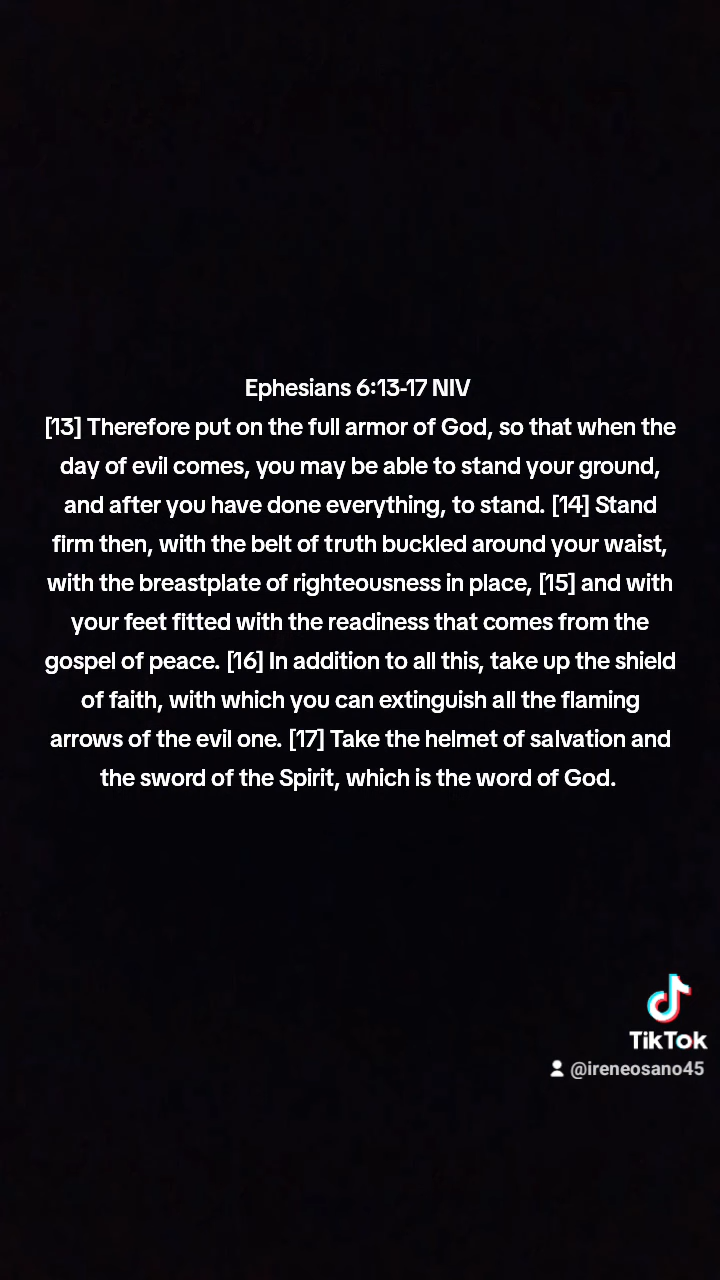 Ephesians 6:13-17 NIV
[13] Therefore put on the full armor of God, so that when the
day of evil comes, you may be able to stand your ground,
and after you have done everything, to stand. [14] Stand
firm then, with the belt of truth buckled around your waist,
with the breastplate of righteousness in place, [15] and with
your feet fitted with the readiness that comes from the
gospel of peace. [16] In addition to all this, take up the shield
of faith, with which you can extinguish all the flaming
arrows of the evil one. [17] Take the helmet of salvation and
the sword of the Spirit, which is the word of God.
TikTok
@ireneosano45